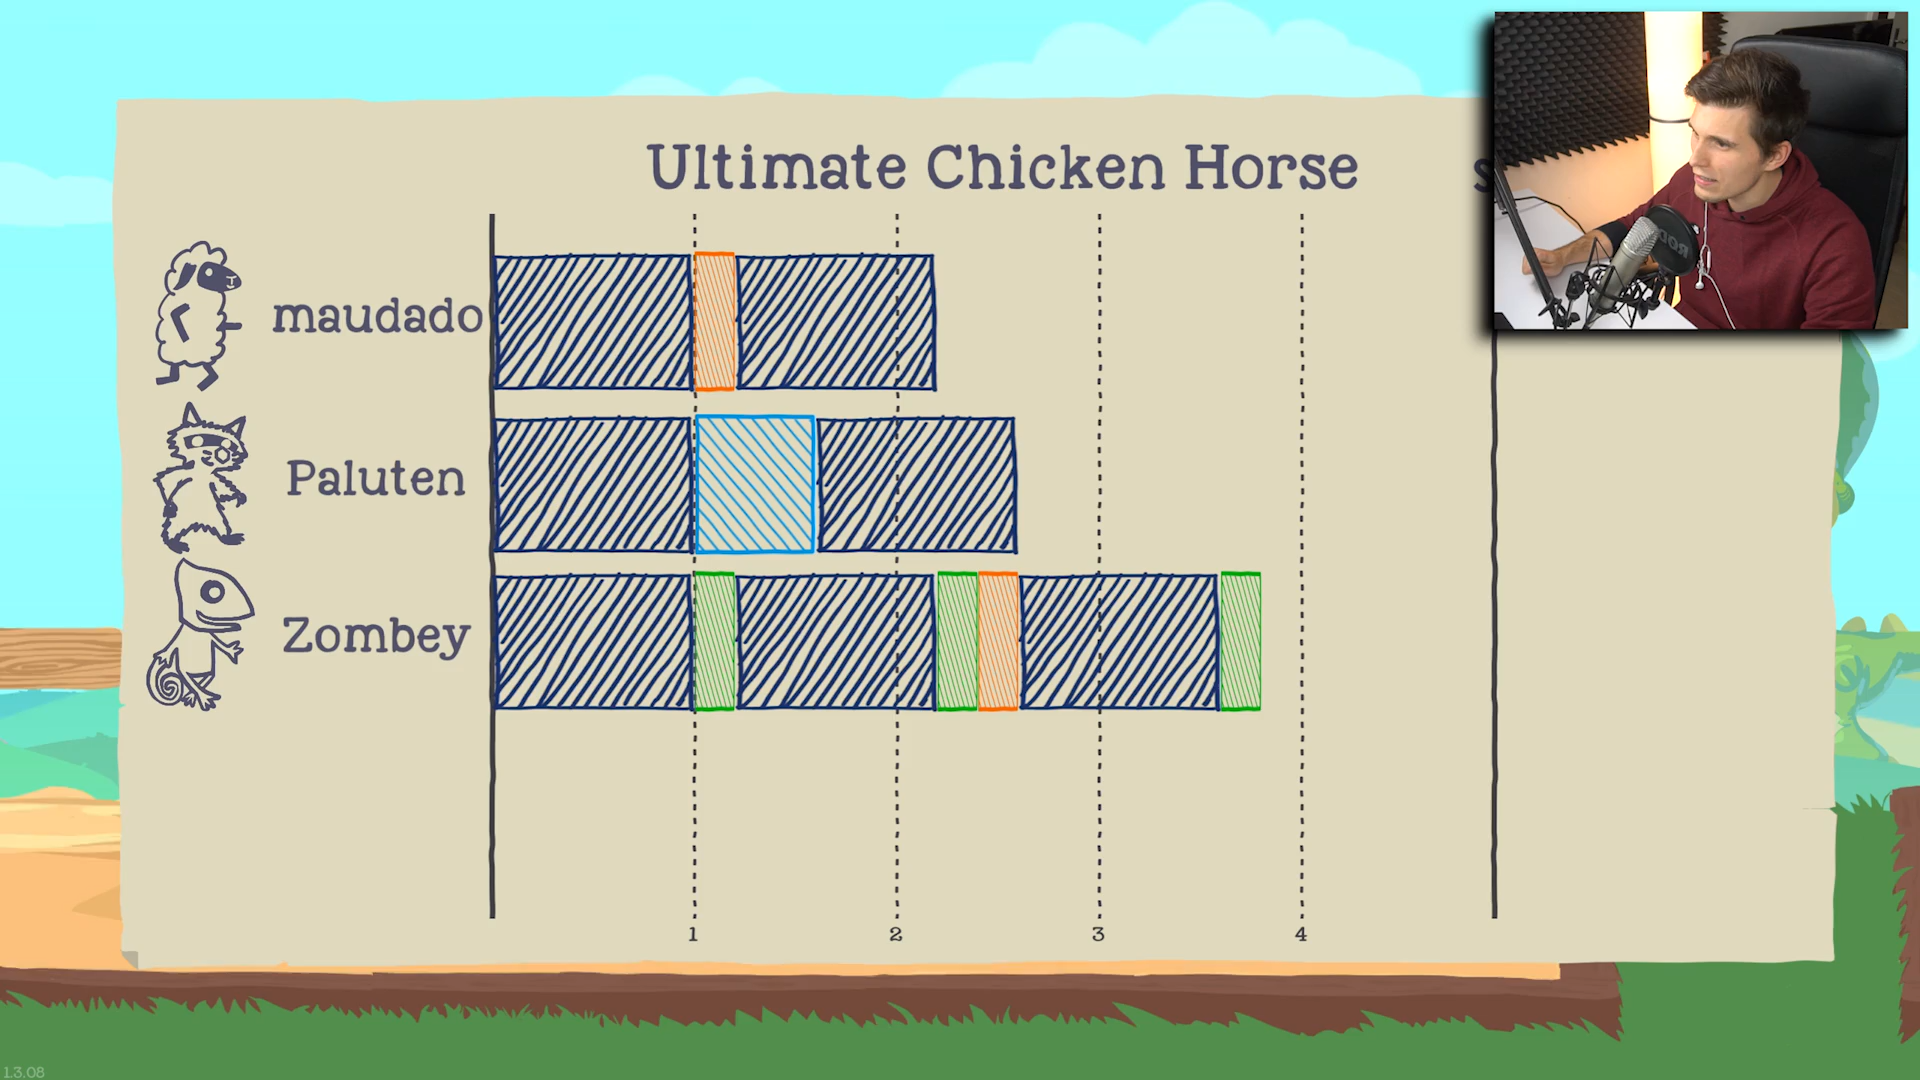 Ultimate Chicken Horse
maudado
Paluten
Zombey
1 2 3 4
1.3.08